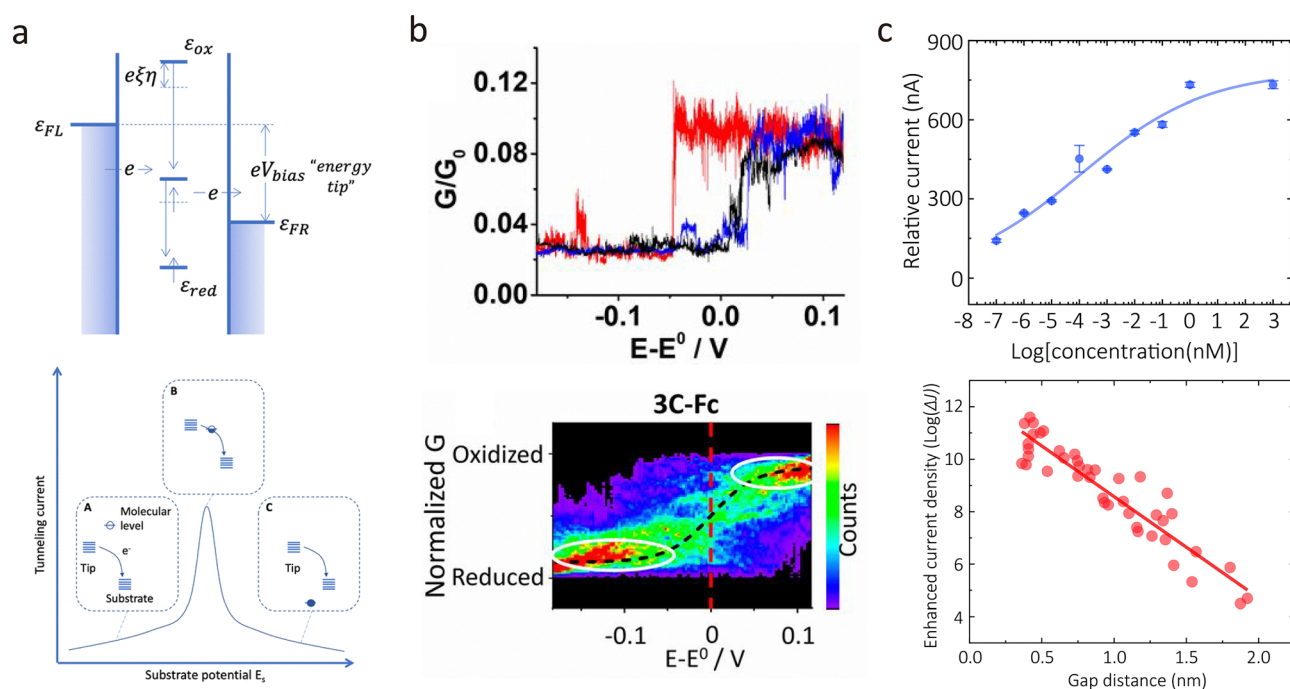 a
ε_ox
eξη
ε_FL
e
e
eV_bias
“energy
tip”
ε_FR
ε_red
Tunneling current
B
A
Molecular
level
e-
Tip
Substrate
C
Tip
Substrate potential E_s
b
G/G_0
0.12
0.08
0.04
0.00
-0.1
0.0
0.1
E-E^0 / V
3C-Fc
Normalized G
Oxidized
Reduced
Counts
-0.1
0
0.1
E-E^0 / V
c
Relative current (nA)
900
600
300
0
-8 -7 -6 -5 -4 -3 -2 -1 0 1 2 3
Log[concentration(nM)]
Enhanced current density (Log(ΔJ)
12
10
8
6
4
0.0 0.5 1.0 1.5 2.0
Gap distance (nm)